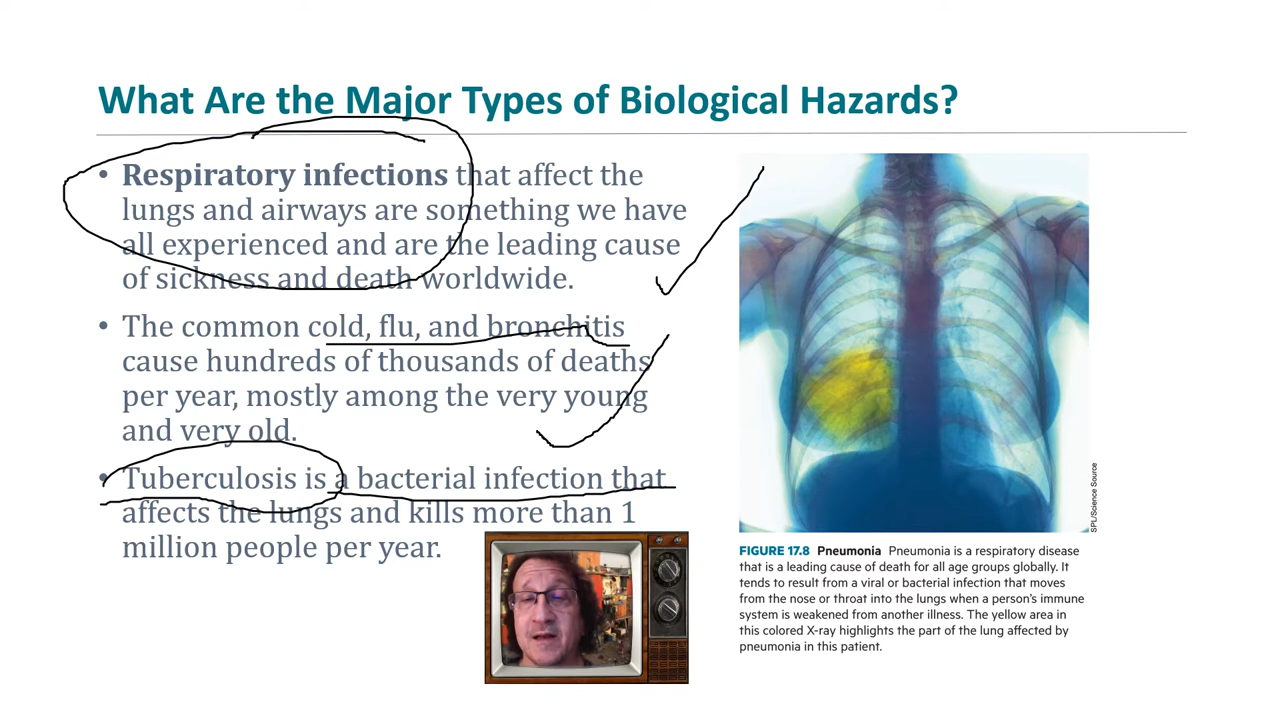 What Are the Major Types of Biological Hazards?
• Respiratory infections that affect the
lungs and airways are something we have
all experienced and are the leading cause
of sickness and death worldwide.
• The common cold, flu, and bronchitis
cause hundreds of thousands of deaths
per year, mostly among the very young
and very old.
• Tuberculosis is a bacterial infection that
affects the lungs and kills more than 1
million people per year.
SPL/Science Source
FIGURE 17.8 Pneumonia Pneumonia is a respiratory disease
that is a leading cause of death for all age groups globally. It
tends to result from a viral or bacterial infection that moves
from the nose or throat into the lungs when a person's immune
system is weakened from another illness. The yellow area in
this colored X-ray highlights the part of the lung affected by
pneumonia in this patient.